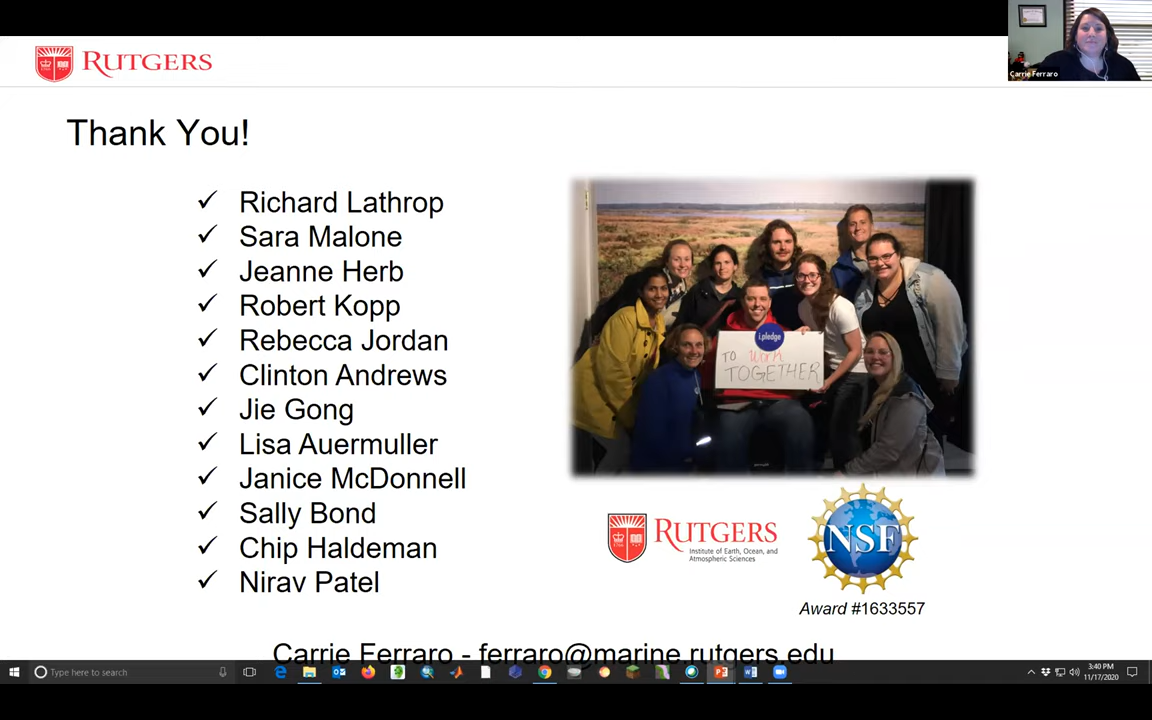 RUTGERS
Carrie Ferraro
Thank You!
✓ Richard Lathrop
✓ Sara Malone
✓ Jeanne Herb
✓ Robert Kopp
✓ Rebecca Jordan
✓ Clinton Andrews
✓ Jie Gong
✓ Lisa Auermuller
✓ Janice McDonnell
✓ Sally Bond
✓ Chip Haldeman
✓ Nirav Patel
i.pledge
TO Work
TOGETHER
RUTGERS
Institute of Earth, Ocean, and
Atmospheric Sciences
NSF
Award #1633557
Carrie Ferraro - ferraro@marine.rutgers.edu
Type here to search
3:40 PM
11/17/2020